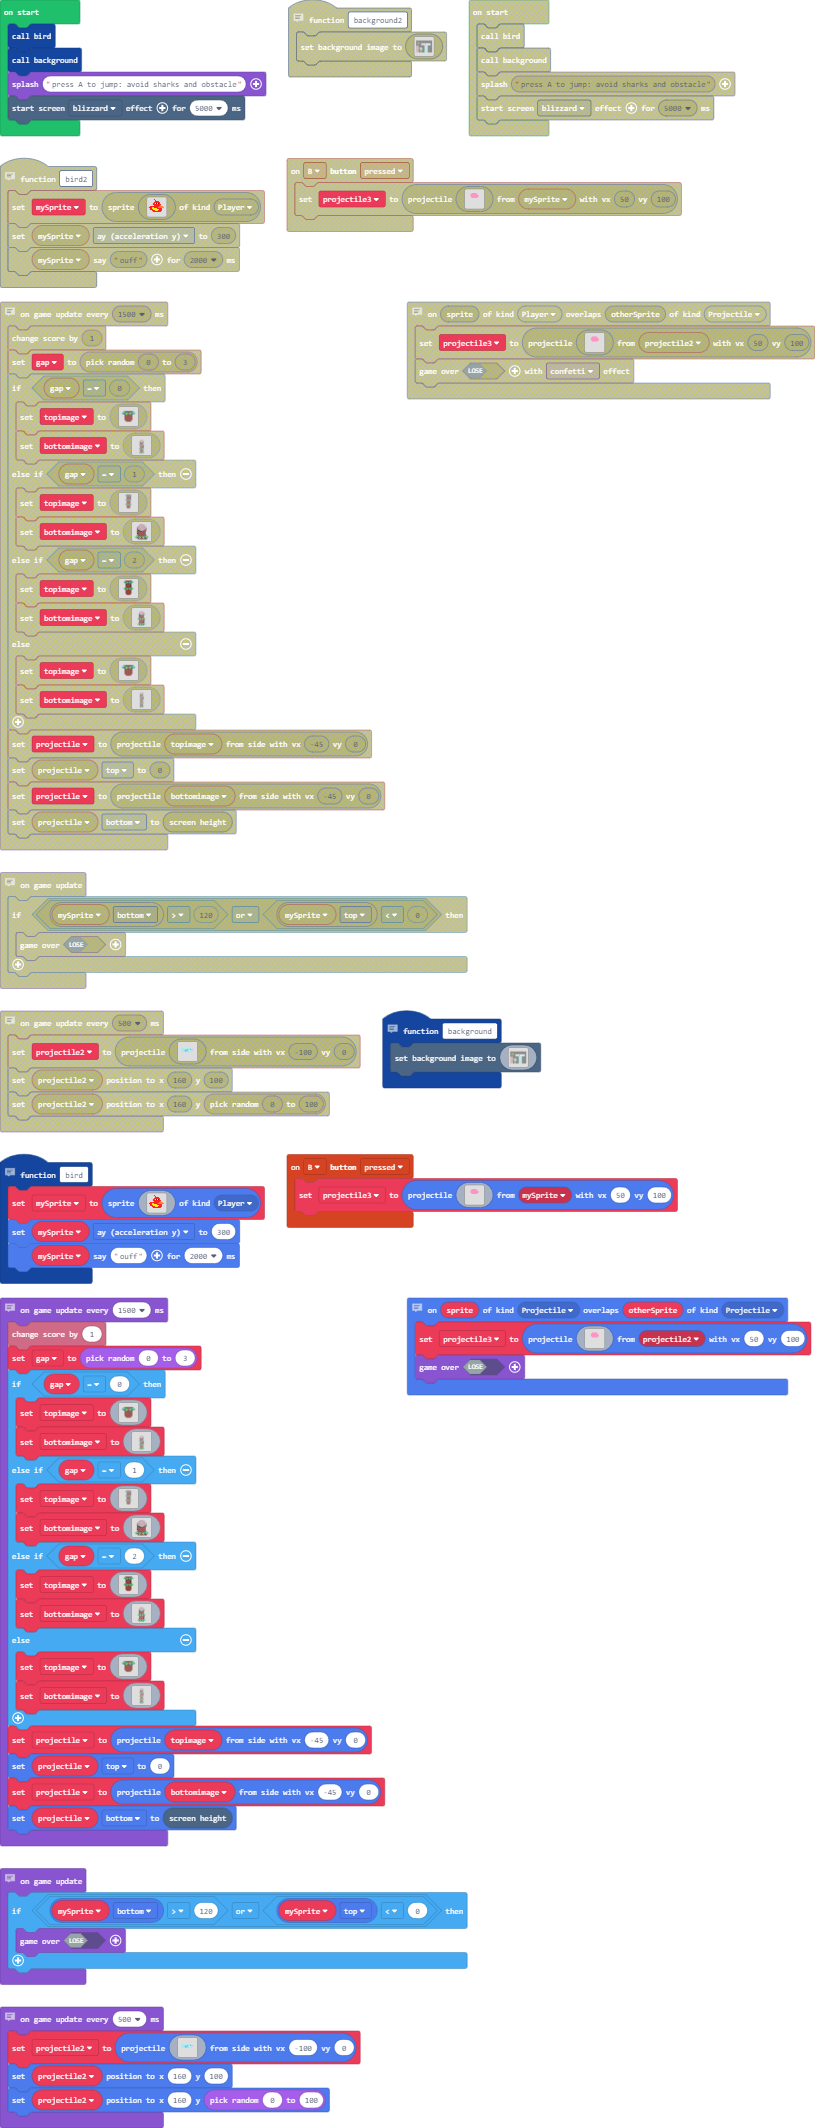 on start
call bird
call background
splash "press A to jump: avoid sharks and obstacle"
start screen blizzard effect for 5000 ms
function background2
set background image to
on start
call bird
call background
splash "press A to jump: avoid sharks and obstacle"
start screen blizzard effect for 5000 ms
function bird2
set mySprite to sprite of kind Player
set mySprite ay (acceleration y) to 300
mySprite say "ouff" for 2000 ms
on B button pressed
set projectile3 to projectile from mySprite with vx 50 vy 100
on game update every 1500 ms
change score by 1
set gap to pick random 0 to 3
if gap = 0 then
set topimage to
set bottomimage to
else if gap = 1 then
set topimage to
set bottomimage to
else if gap = 2 then
set topimage to
set bottomimage to
else
set topimage to
set bottomimage to
set projectile to projectile topimage from side with vx -45 vy 0
set projectile top to 0
set projectile to projectile bottomimage from side with vx -45 vy 0
set projectile bottom to screen height
on sprite of kind Player overlaps otherSprite of kind Projectile
set projectile3 to projectile from projectile2 with vx 50 vy 100
game over LOSE with confetti effect
on game update
if mySprite bottom > 120 or mySprite top < 0 then
game over LOSE
on game update every 500 ms
set projectile2 to projectile from side with vx -100 vy 0
set projectile2 position to x 160 y 100
set projectile2 position to x 160 y pick random 0 to 100
function background
set background image to
function bird
set mySprite to sprite of kind Player
set mySprite ay (acceleration y) to 300
mySprite say "ouff" for 2000 ms
on B button pressed
set projectile3 to projectile from mySprite with vx 50 vy 100
on game update every 1500 ms
change score by 1
set gap to pick random 0 to 3
if gap = 0 then
set topimage to
set bottomimage to
else if gap = 1 then
set topimage to
set bottomimage to
else if gap = 2 then
set topimage to
set bottomimage to
else
set topimage to
set bottomimage to
set projectile to projectile topimage from side with vx -45 vy 0
set projectile top to 0
set projectile to projectile bottomimage from side with vx -45 vy 0
set projectile bottom to screen height
on sprite of kind Projectile overlaps otherSprite of kind Projectile
set projectile3 to projectile from projectile2 with vx 50 vy 100
game over LOSE
on game update
if mySprite bottom > 120 or mySprite top < 0 then
game over LOSE
on game update every 500 ms
set projectile2 to projectile from side with vx -100 vy 0
set projectile2 position to x 160 y 100
set projectile2 position to x 160 y pick random 0 to 100